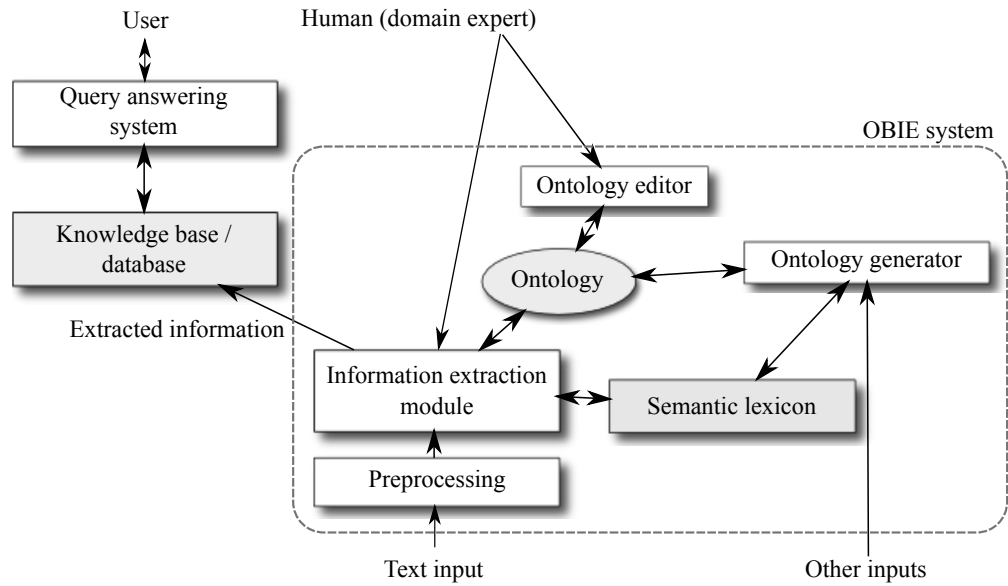 User
Human (domain expert)
Query answering
system
OBIE system
Ontology editor
Knowledge base /
database
Ontology
Ontology generator
Extracted information
Information extraction
module
Semantic lexicon
Preprocessing
Text input
Other inputs